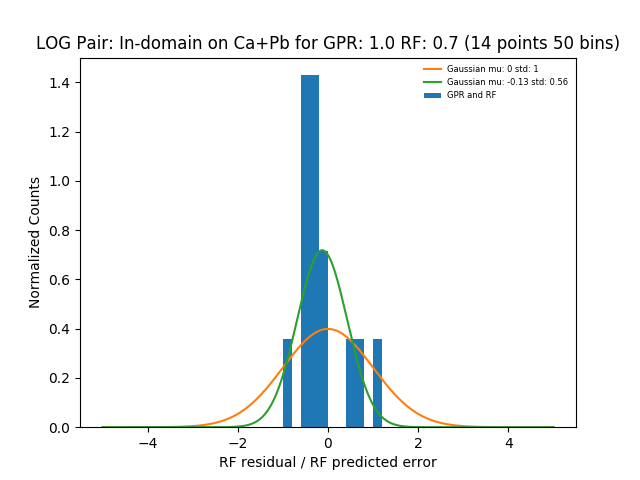 LOG Pair: In-domain on Ca+Pb for GPR: 1.0 RF: 0.7 (14 points 50 bins)
Gaussian mu: 0 std: 1
Gaussian mu: -0.13 std: 0.56
GPR and RF
Normalized Counts
1.4
1.2
1.0
0.8
0.6
0.4
0.2
0.0
−4 −2 0 2 4
RF residual / RF predicted error